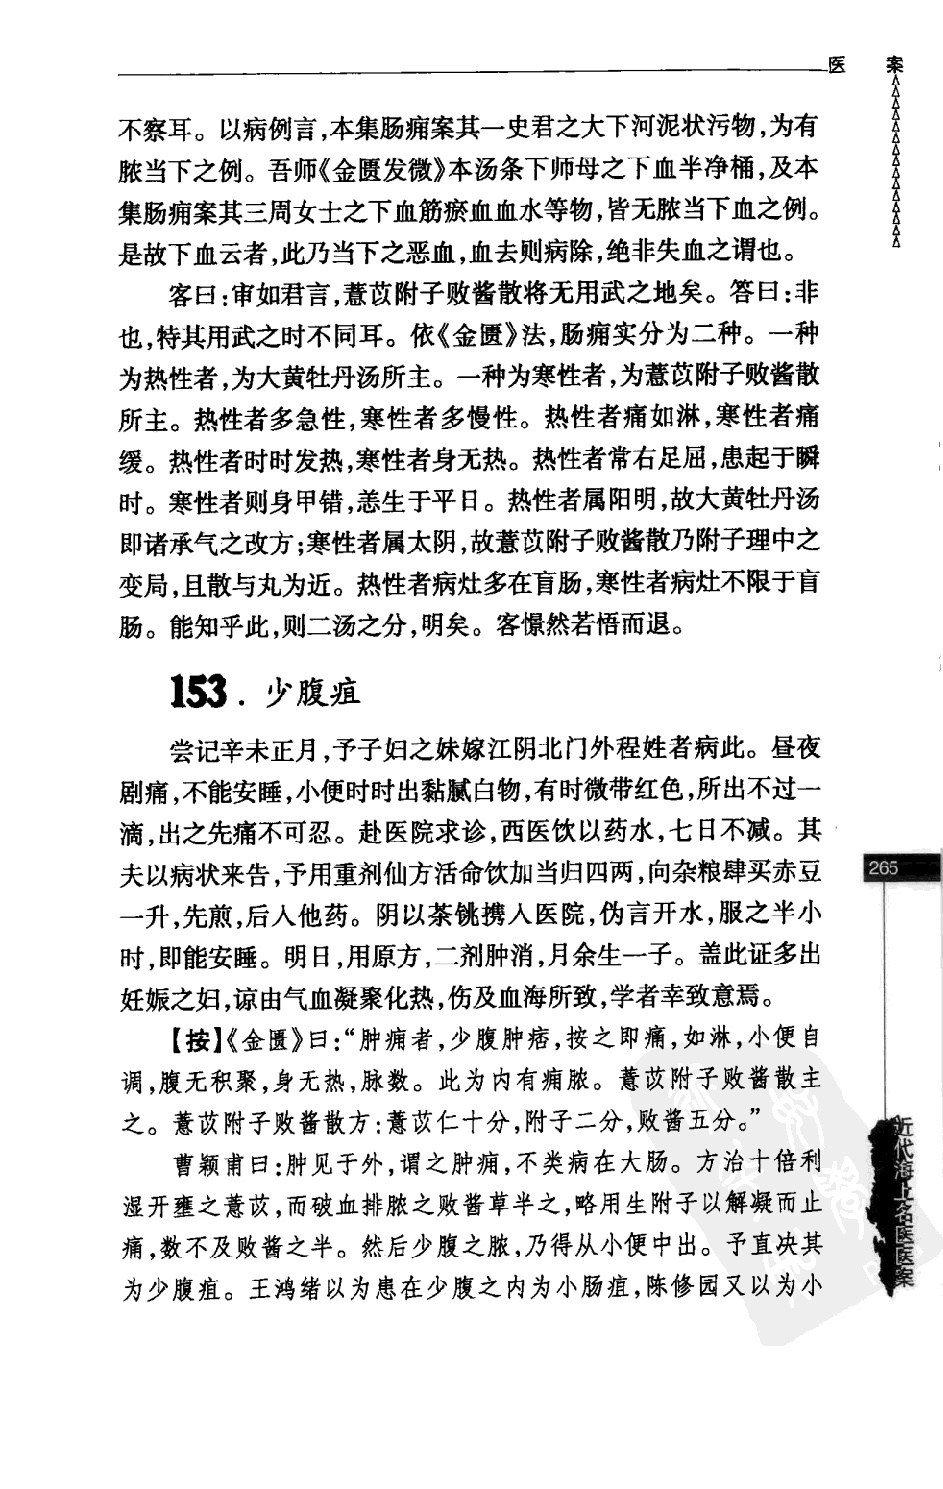 医 案
不察耳。以病例言,本集肠痈案其一史君之大下河泥状污物,为有
脓当下之例。吾师《金匮发微》本汤条下师母之下血半净桶,及本
集肠痈案其三周女士之下血筋瘀血血水等物,皆无脓当下血之例。
是故下血云者,此乃当下之恶血,血去则病除,绝非失血之谓也。
客曰:审如君言,薏苡附子败酱散将无用武之地矣。答曰:非
也,特其用武之时不同耳。依《金匮》法,肠痈实分为二种。一种
为热性者,为大黄牡丹汤所主。一种为寒性者,为薏苡附子败酱散
所主。热性者多急性,寒性者多慢性。热性者痛如淋,寒性者痛
缓。热性者时时发热,寒性者身无热。热性者常右足屈,患起于瞬
时。寒性者则身甲错,恙生于平日。热性者属阳明,故大黄牡丹汤
即诸承气之改方;寒性者属太阴,故薏苡附子败酱散乃附子理中之
变局,且散与丸为近。热性者病灶多在盲肠,寒性者病灶不限于盲
肠。能知乎此,则二汤之分,明矣。客憬然若悟而退。
153. 少腹疽
尝记辛未正月,予子妇之妹嫁江阴北门外程姓者病此。昼夜
剧痛,不能安睡,小便时时出黏腻白物,有时微带红色,所出不过一
滴,出之先痛不可忍。赴医院求诊,西医饮以药水,七日不减。其
夫以病状来告,予用重剂仙方活命饮加当归四两,向杂粮肆买赤豆
一升,先煎,后入他药。阴以茶铫携入医院,伪言开水,服之半小
时,即能安睡。明日,用原方,二剂肿消,月余生一子。盖此证多出
妊娠之妇,谅由气血凝聚化热,伤及血海所致,学者幸致意焉。
【按】《金匮》曰:“肿痈者,少腹肿痞,按之即痛,如淋,小便自
调,腹无积聚,身无热,脉数。此为内有痈脓。薏苡附子败酱散主
之。薏苡附子败酱散方:薏苡仁十分,附子二分,败酱五分。”
曹颖甫曰:肿见于外,谓之肿痈,不类病在大肠。方治十倍利
湿开壅之薏苡,而破血排脓之败酱草半之,略用生附子以解凝而止
痛,数不及败酱之半。然后少腹之脓,乃得从小便中出。予直决其
为少腹疽。王鸿绪以为患在少腹之内为小肠疽,陈修园又以为小
265
近代海上名医医案